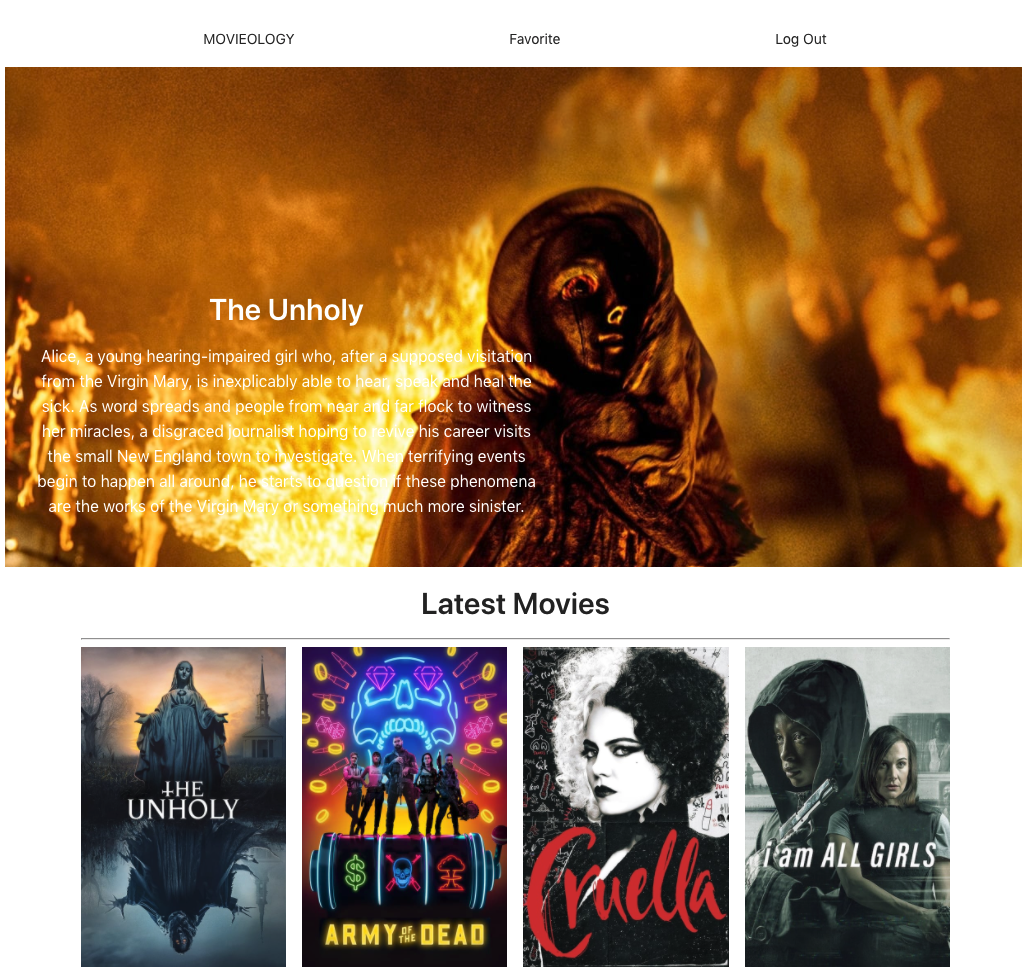 MOVIEOLOGY
Favorite
Log Out
The Unholy
Alice, a young hearing-impaired girl who, after a supposed visitation
from the Virgin Mary, is inexplicably able to hear, speak and heal the
sick. As word spreads and people from near and far flock to witness
her miracles, a disgraced journalist hoping to revive his career visits
the small New England town to investigate. When terrifying events
begin to happen all around, he starts to question if these phenomena
are the works of the Virgin Mary or something much more sinister.
Latest Movies
THE
UNHOLY
$
ARMY OF THE DEAD
Cruella
i am ALL GIRLS